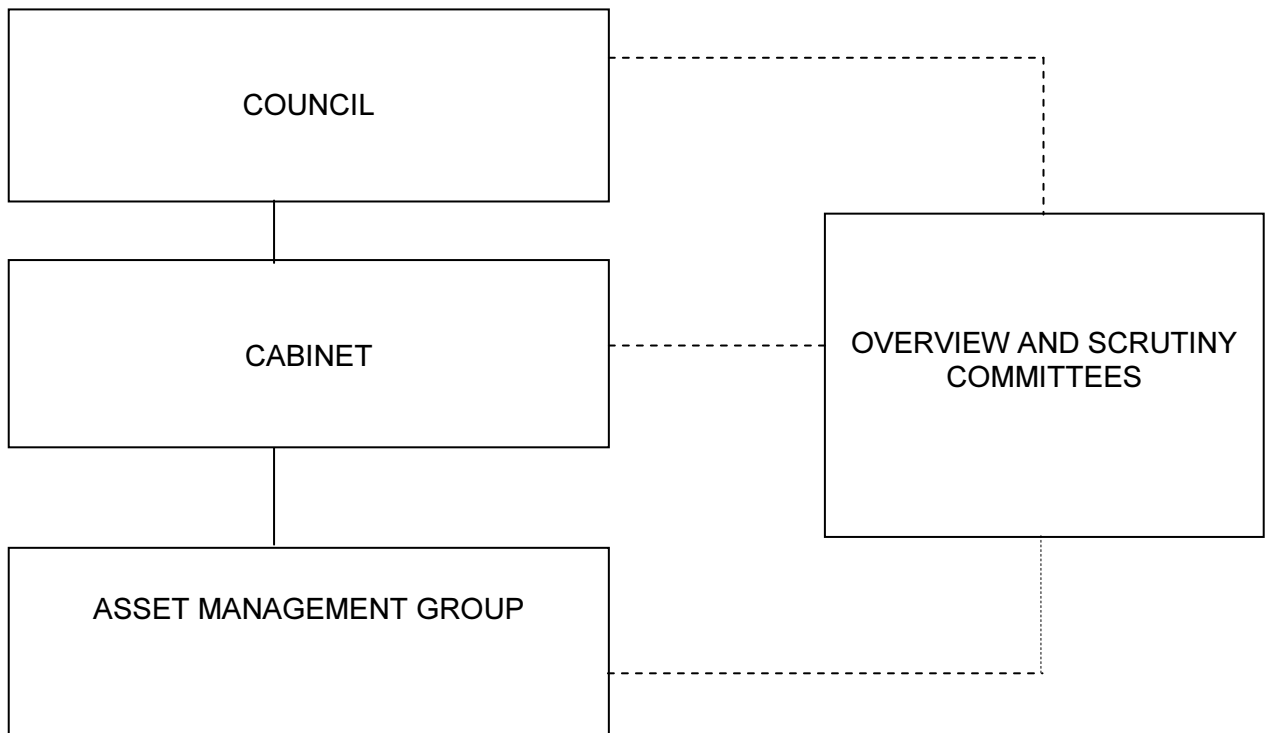 COUNCIL
CABINET
OVERVIEW AND SCRUTINY
COMMITTEES
ASSET MANAGEMENT GROUP